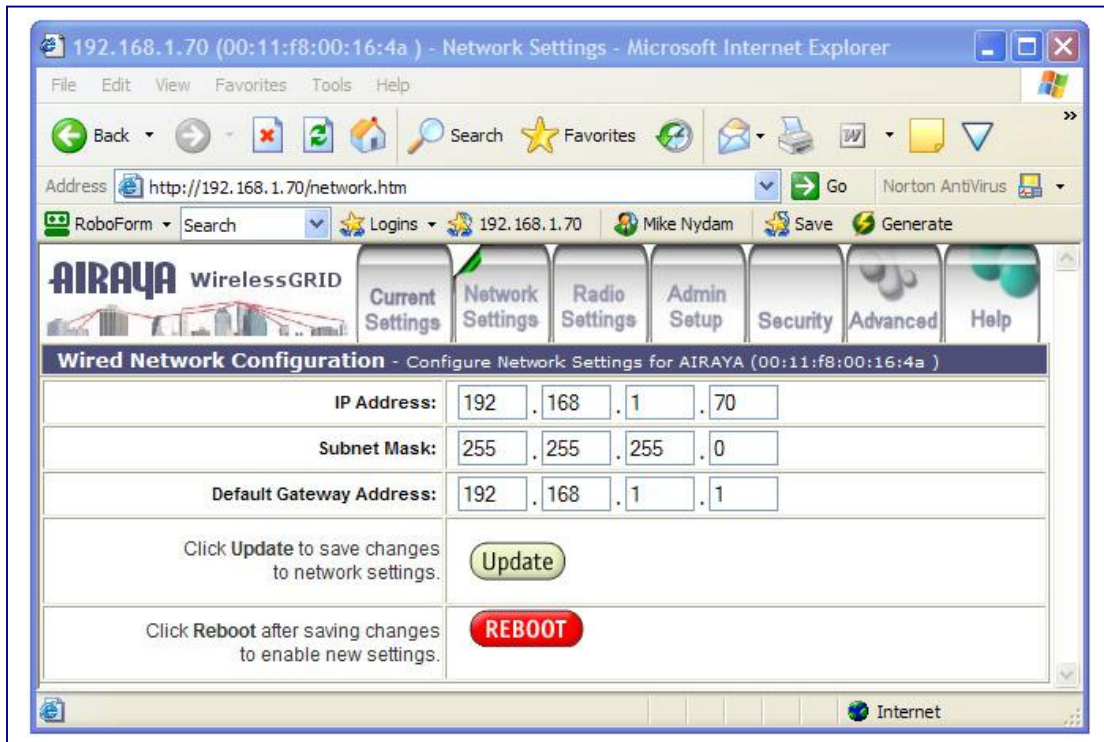 192.168.1.70 (00:11:f8:00:16:4a ) - Network Settings - Microsoft Internet Explorer
File Edit View Favorites Tools Help
Back Search Favorites W »
Address http://192.168.1.70/network.htm Go Norton AntiVirus
RoboForm Search Logins 192.168.1.70 Mike Nydam Save Generate
AIRAYA WirelessGRID
Current Settings
Network Settings
Radio Settings
Admin Setup
Security
Advanced
Help
Wired Network Configuration - Configure Network Settings for AIRAYA (00:11:f8:00:16:4a )
IP Address: 192 . 168 . 1 . 70
Subnet Mask: 255 . 255 . 255 . 0
Default Gateway Address: 192 . 168 . 1 . 1
Click Update to save changes
to network settings.
Update
Click Reboot after saving changes
to enable new settings.
REBOOT
Internet